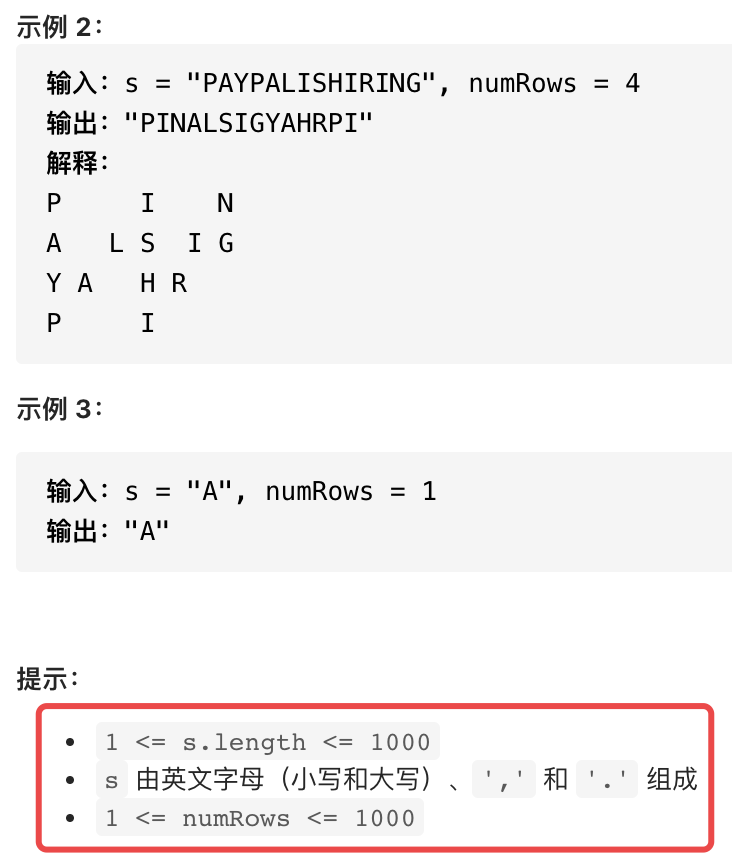 示例 2：
输入：s = "PAYPALISHIRING", numRows = 4
输出："PINALSIGYAHRPI"
解释：
P     I    N
A   L S  I G
Y A   H R
P     I
示例 3：
输入：s = "A", numRows = 1
输出："A"
提示：
• 1 <= s.length <= 1000
• s 由英文字母（小写和大写）、',' 和 '.' 组成
• 1 <= numRows <= 1000